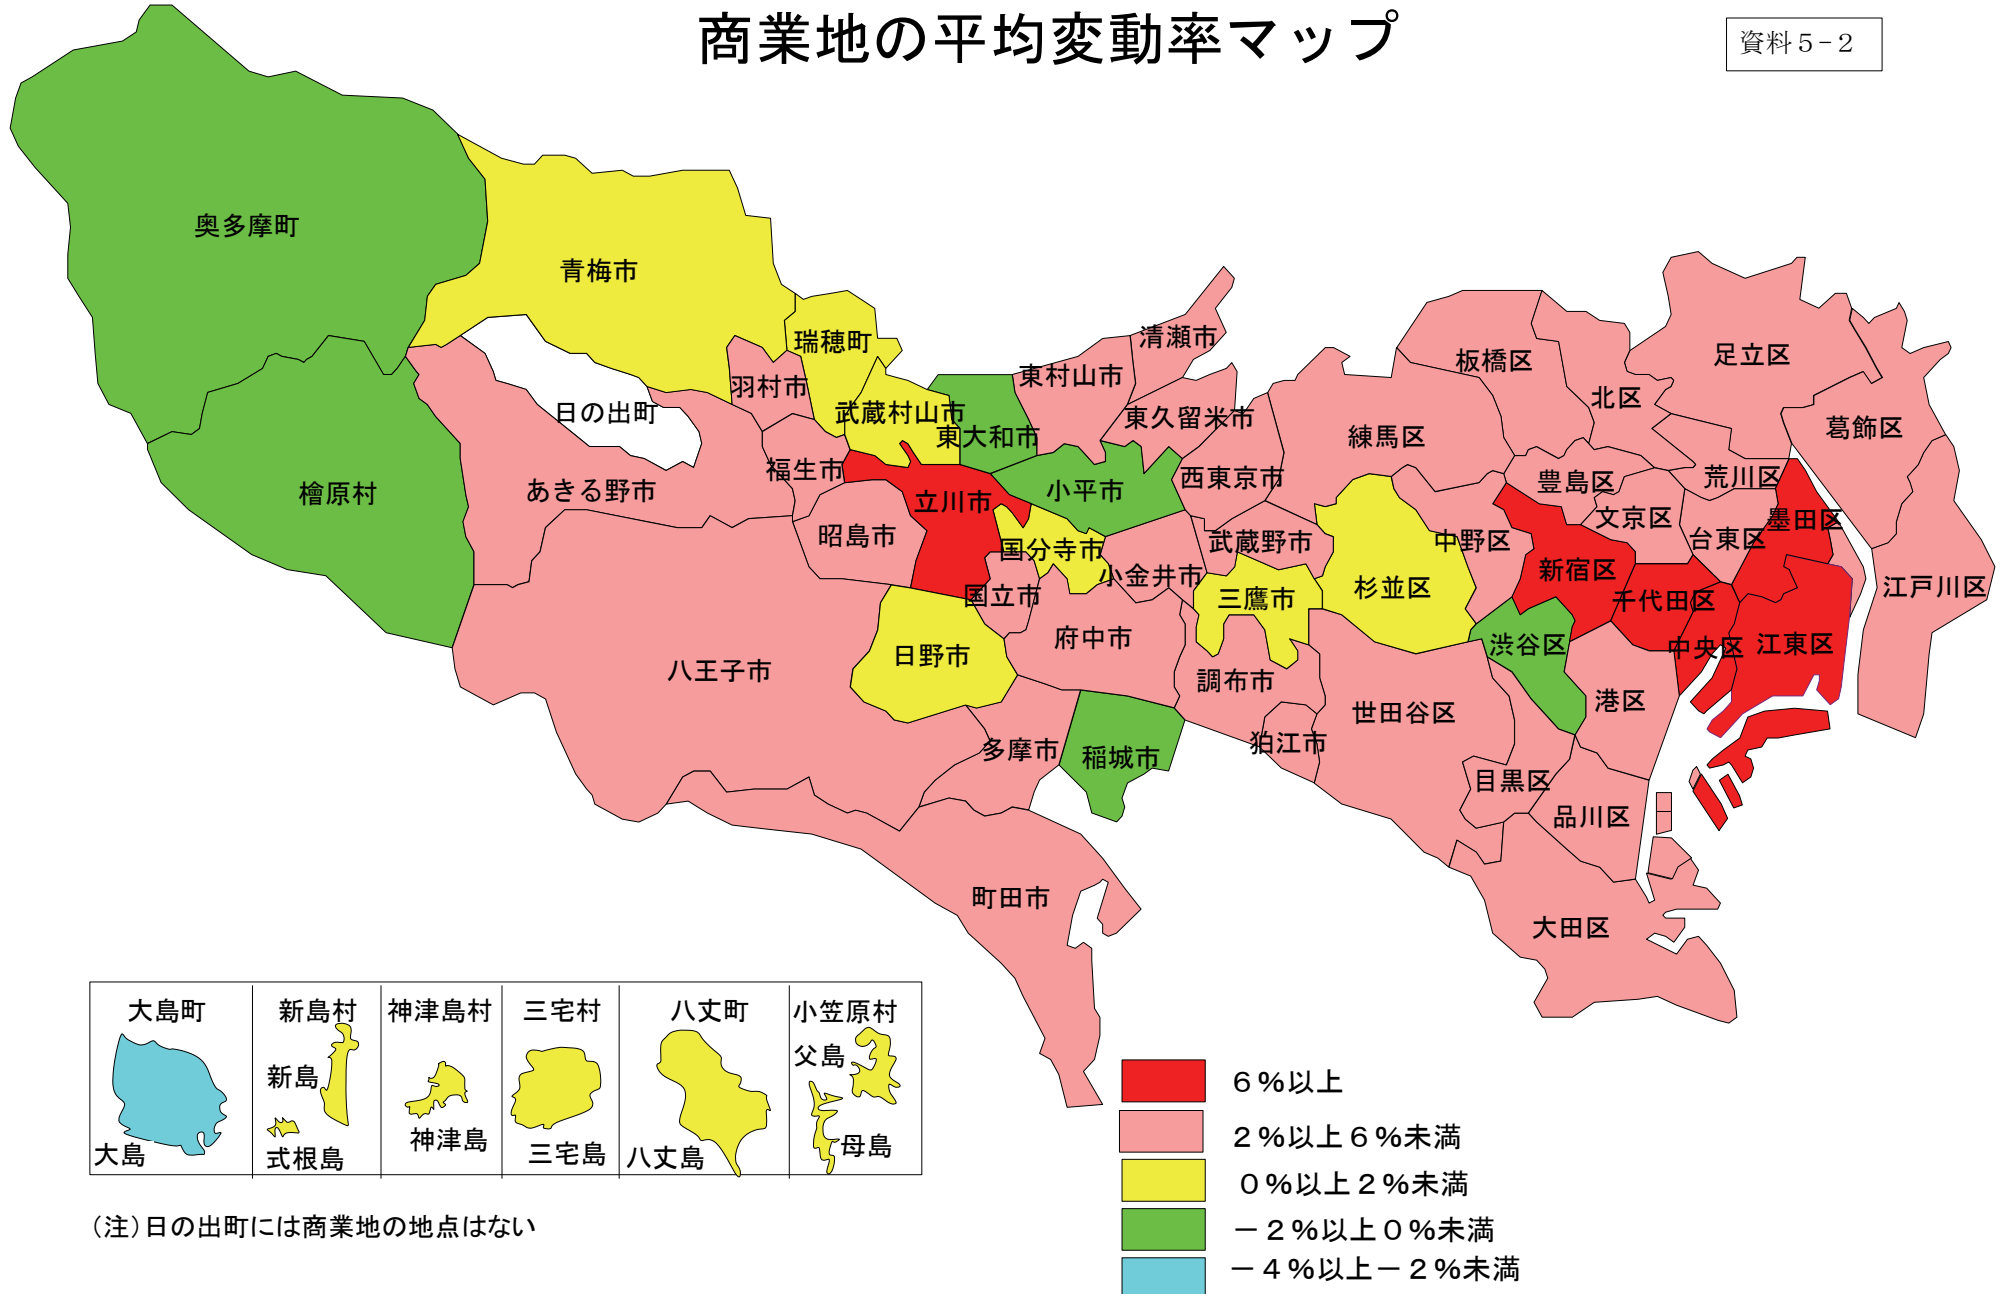 商業地の平均変動率マップ
資料５-２
奥多摩町
青梅市
瑞穂町
羽村市
日の出町
武蔵村山市
東大和市
東村山市
清瀬市
東久留米市
檜原村
あきる野市
福生市
立川市
小平市
西東京市
昭島市
国分寺市
小金井市
武蔵野市
国立市
三鷹市
八王子市
日野市
府中市
調布市
多摩市
稲城市
狛江市
町田市
板橋区
北区
足立区
葛飾区
練馬区
豊島区
荒川区
文京区
台東区
墨田区
中野区
新宿区
杉並区
千代田区
江戸川区
渋谷区
中央区
江東区
世田谷区
港区
目黒区
品川区
大田区
大島町
新島村
神津島村
三宅村
八丈町
小笠原村
父島
新島
大島
式根島
神津島
三宅島
八丈島
母島
（注）日の出町には商業地の地点はない
６%以上
２%以上６%未満
０%以上２%未満
－２%以上０%未満
－４%以上－２%未満